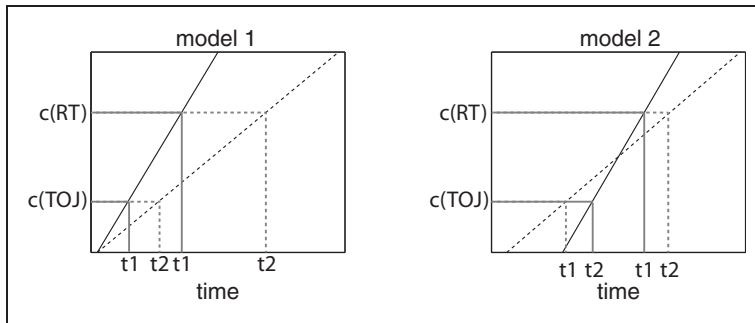 model 1
c(RT)
c(TOJ)
t1 t2 t1 t2
time
model 2
c(RT)
c(TOJ)
t1 t2 t1 t2
time